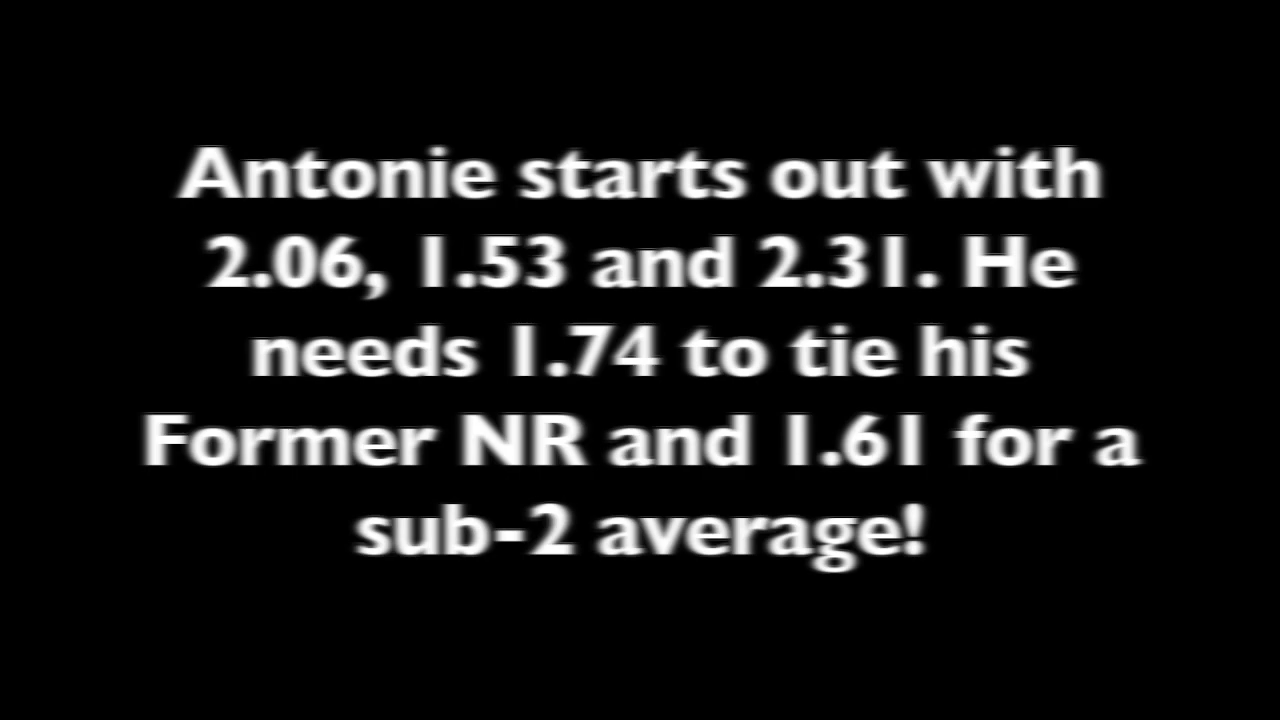 Antonie starts out with
2.06, 1.53 and 2.31. He
needs 1.74 to tie his
Former NR and 1.61 for a
sub-2 average!